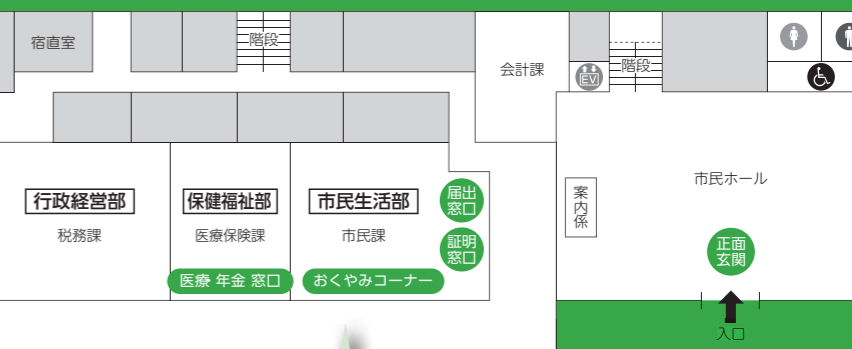 宿直室
階段
会計課
EV
階段
行政経営部
税務課
保健福祉部
医療保険課
医療 年金 窓口
市民生活部
市民課
おくやみコーナー
届出
窓口
証明
窓口
案内係
市民ホール
正面
玄関
入口